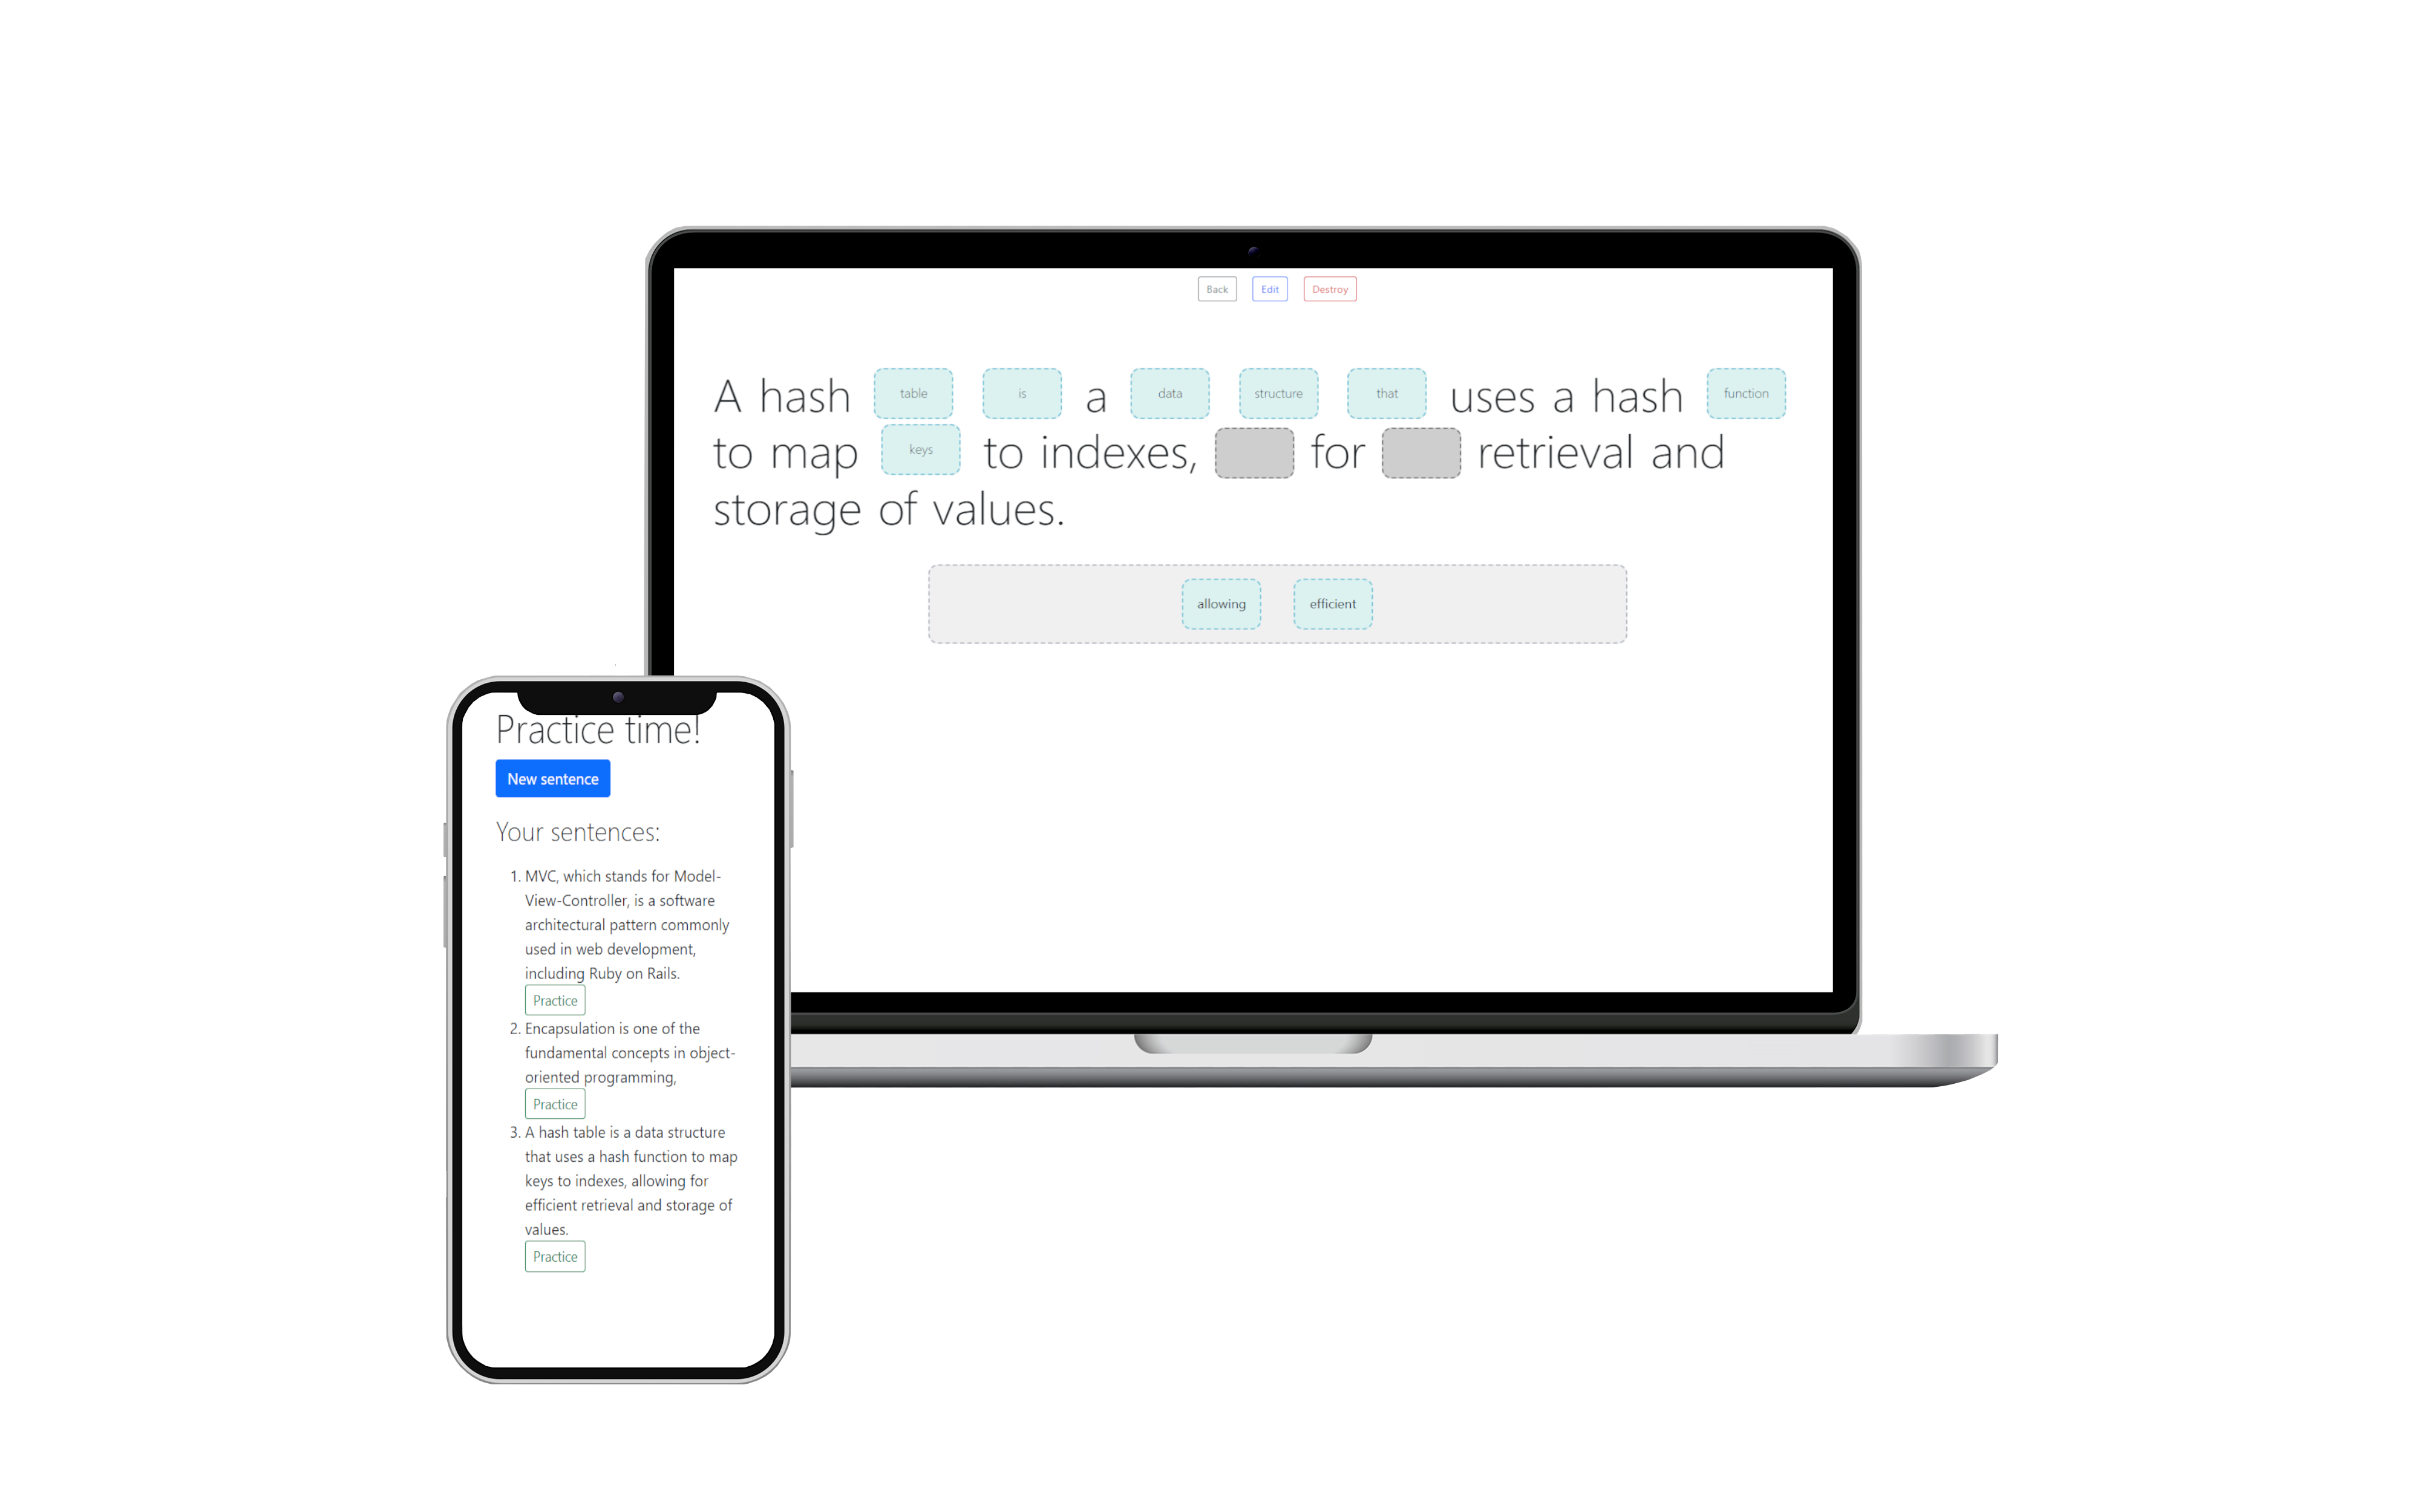 Back Edit Destroy
A hash table is a data structure that uses a hash function
to map keys to indexes, for retrieval and
storage of values.
allowing efficient
Practice time!
New sentence
Your sentences:
1. MVC, which stands for Model-
View-Controller, is a software
architectural pattern commonly
used in web development,
including Ruby on Rails.
Practice
2. Encapsulation is one of the
fundamental concepts in object-
oriented programming,
Practice
3. A hash table is a data structure
that uses a hash function to map
keys to indexes, allowing for
efficient retrieval and storage of
values.
Practice